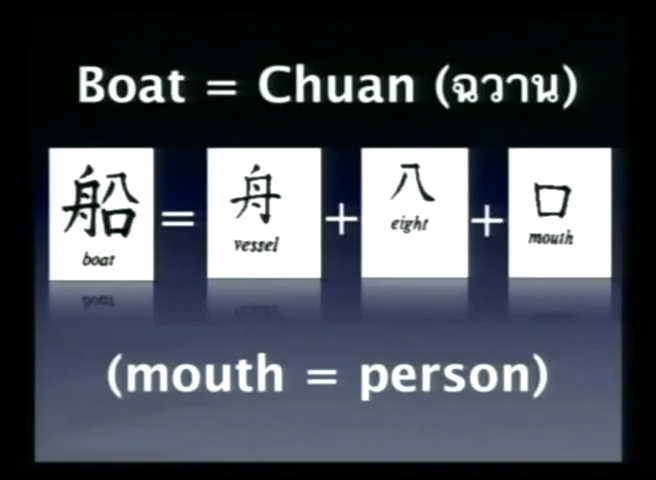 Boat = Chuan (ฉวาน)
船 = 舟 + 八 + 口
boat vessel eight mouth
(mouth = person)